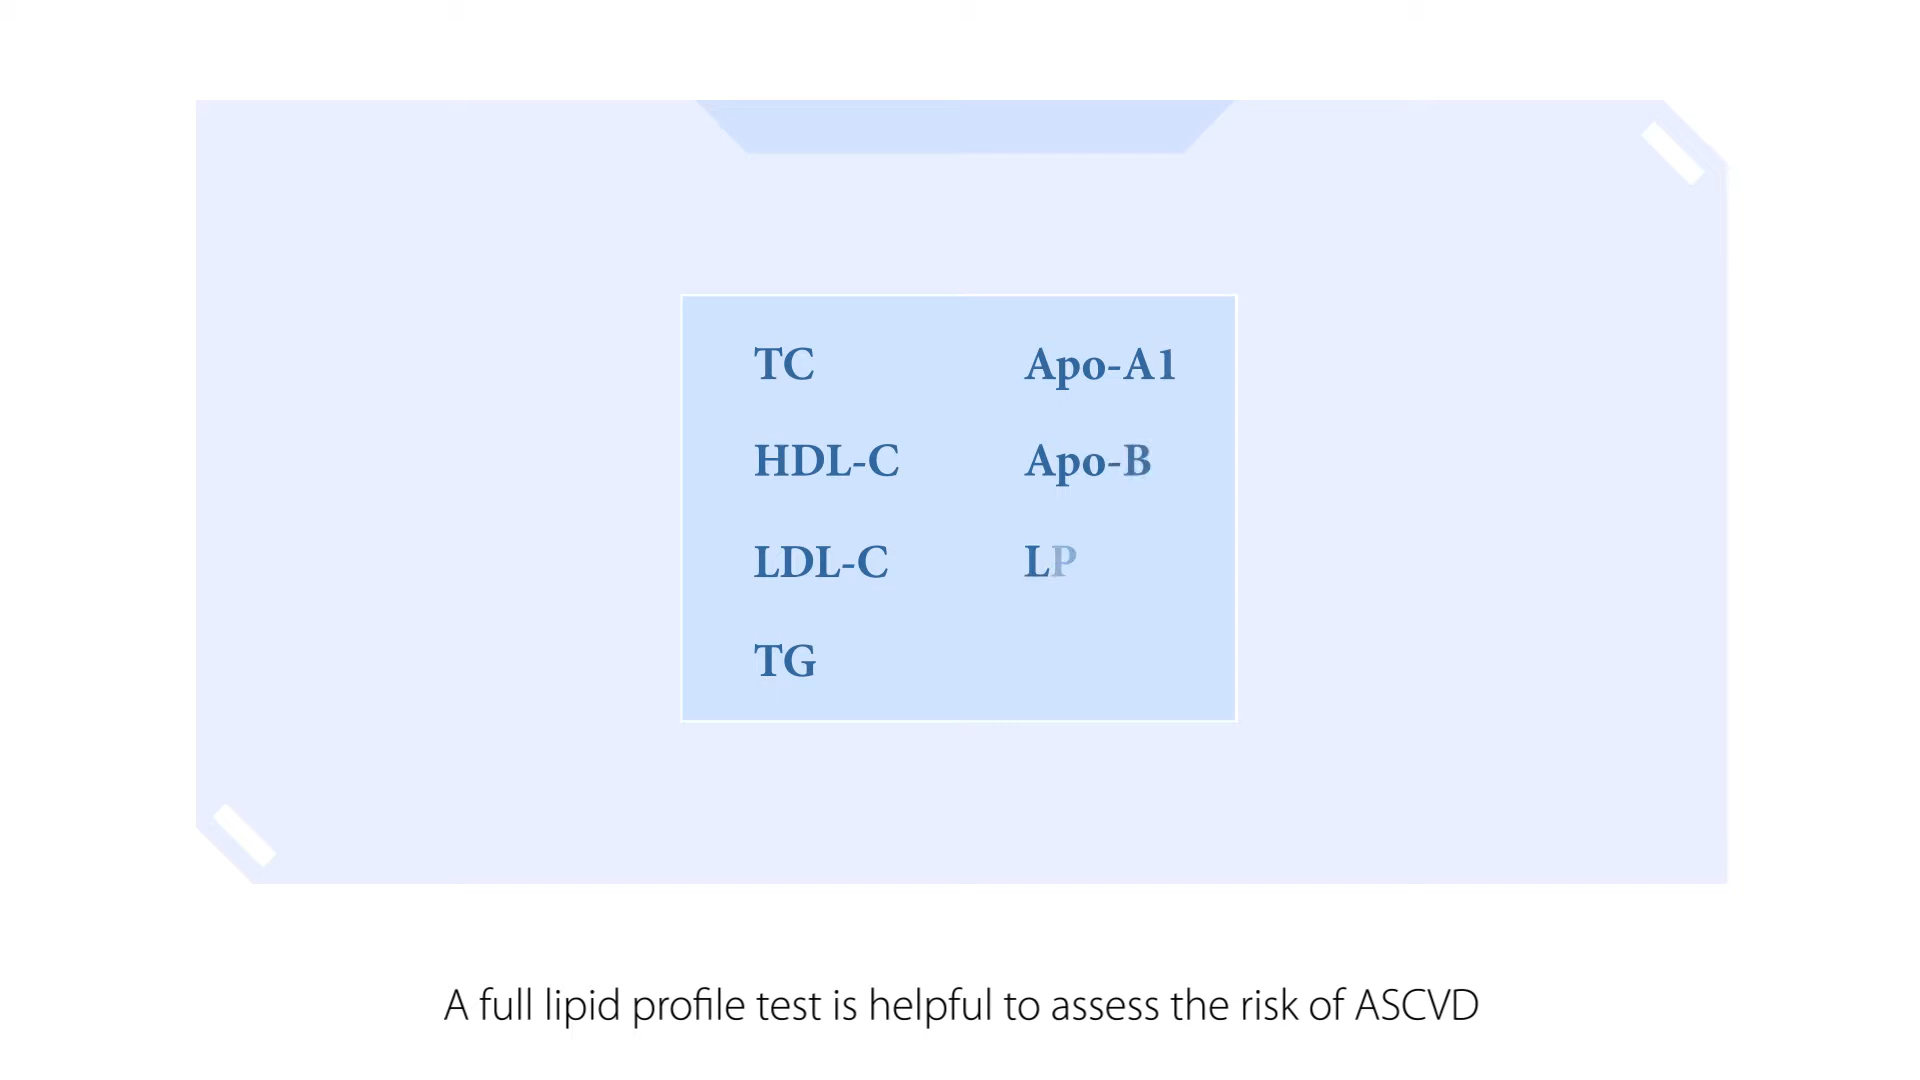 TC
HDL-C
LDL-C
TG
Apo-A1
Apo-B
LP
A full lipid profile test is helpful to assess the risk of ASCVD